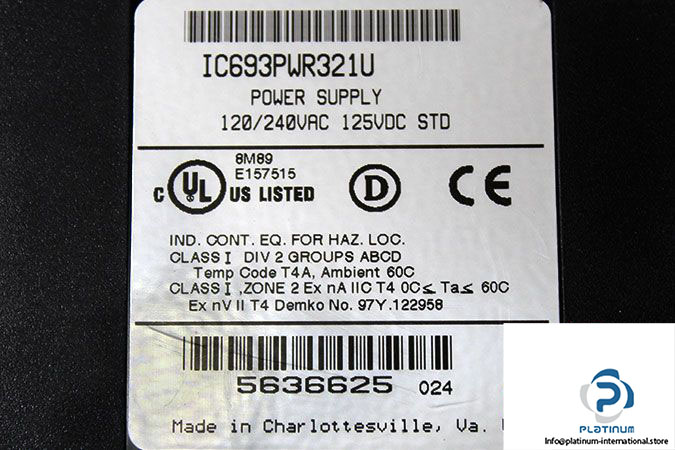 IC693PWR321U
POWER SUPPLY
120/240VAC 125VDC STD
8M89
E157515
C UL US LISTED
D
CE
IND. CONT. EQ. FOR HAZ. LOC.
CLASS I DIV 2 GROUPS ABCD
Temp Code T4A, Ambient 60C
CLASS I ,ZONE 2 Ex nA IIC T4 0C≤ Ta≤ 60C
Ex nV II T4 Demko No. 97Y.122958
5636625 024
Made in Charlottesville, Va.
PLATINUM
Info@platinum-international.store